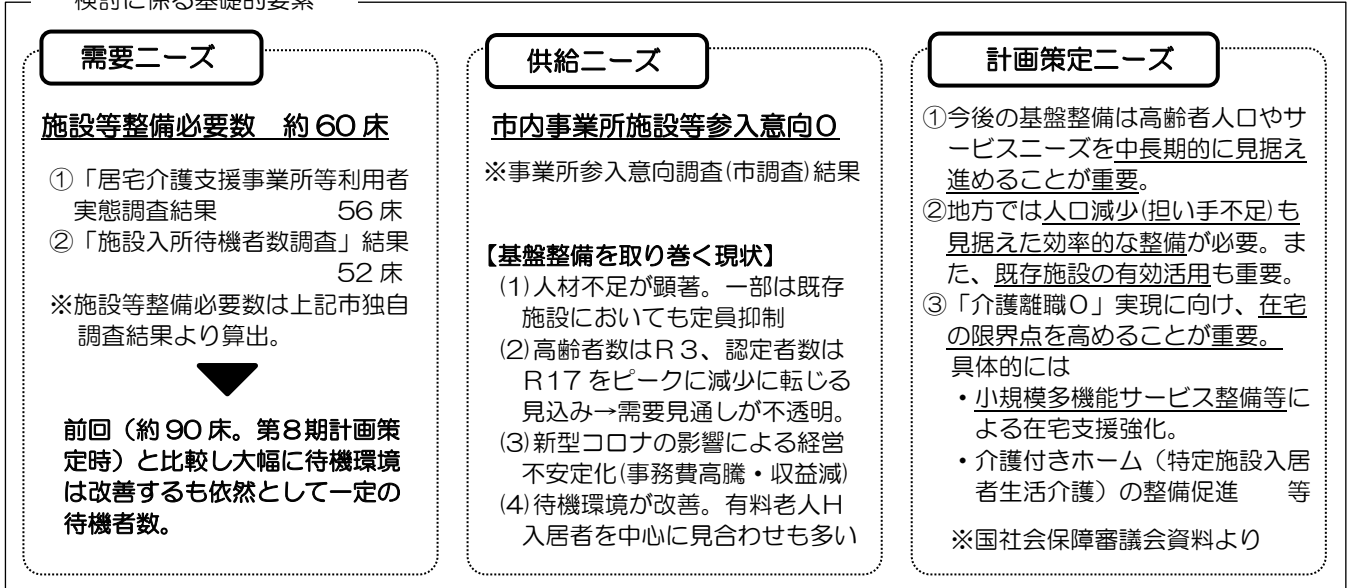 検討に係る基礎的要素
需要ニーズ
施設等整備必要数 約60床
①「居宅介護支援事業所等利用者
実態調査結果 56床
②「施設入所待機者数調査」結果
52床
※施設等整備必要数は上記市独自
調査結果より算出。
前回（約90床。第8期計画策
定時）と比較し大幅に待機環境
は改善するも依然として一定の
待機者数。
供給ニーズ
市内事業所施設等参入意向0
※事業所参入意向調査(市調査)結果
【基盤整備を取り巻く現状】
(1)人材不足が顕著。一部は既存
施設においても定員抑制
(2)高齢者数はR3、認定者数は
R17をピークに減少に転じる
見込み→需要見通しが不透明。
(3)新型コロナの影響による経営
不安定化(事務費高騰・収益減)
(4)待機環境が改善。有料老人H
入居者を中心に見合わせも多い
計画策定ニーズ
①今後の基盤整備は高齢者人口やサ
ービスニーズを中長期的に見据え
進めることが重要。
②地方では人口減少(担い手不足)も
見据えた効率的な整備が必要。ま
た、既存施設の有効活用も重要。
③「介護離職0」実現に向け、在宅
の限界点を高めることが重要。
具体的には
・小規模多機能サービス整備等に
よる在宅支援強化。
・介護付きホーム（特定施設入居
者生活介護）の整備促進 等
※国社会保障審議会資料より